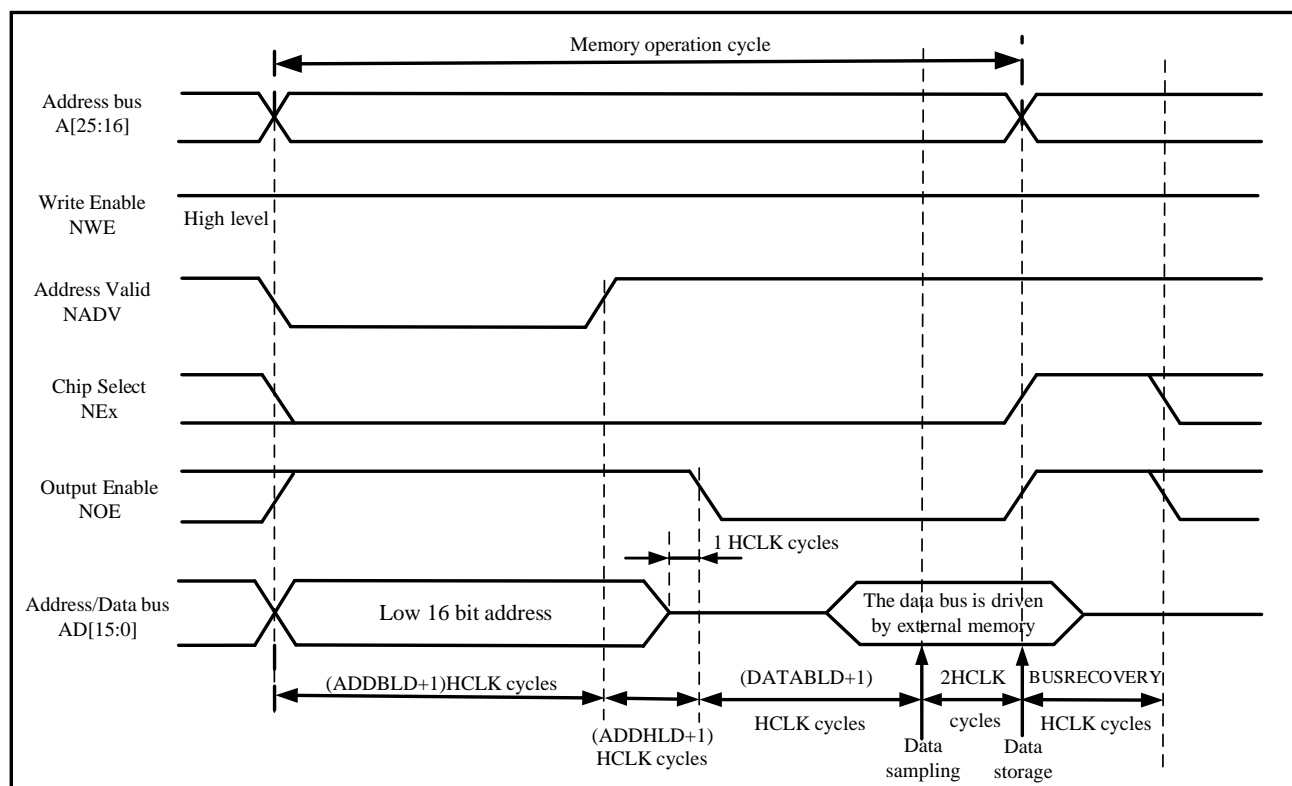 Memory operation cycle
Address bus
A[25:16]
Write Enable
NWE
High level
Address Valid
NADV
Chip Select
NEx
Output Enable
NOE
1 HCLK cycles
Address/Data bus
AD[15:0]
Low 16 bit address
The data bus is driven
by external memory
(ADDBLD+1)HCLK cycles
(ADDHLD+1)
HCLK cycles
(DATABLD+1)
HCLK cycles
2HCLK
cycles
BUSRECOVERY
HCLK cycles
Data
sampling
Data
storage